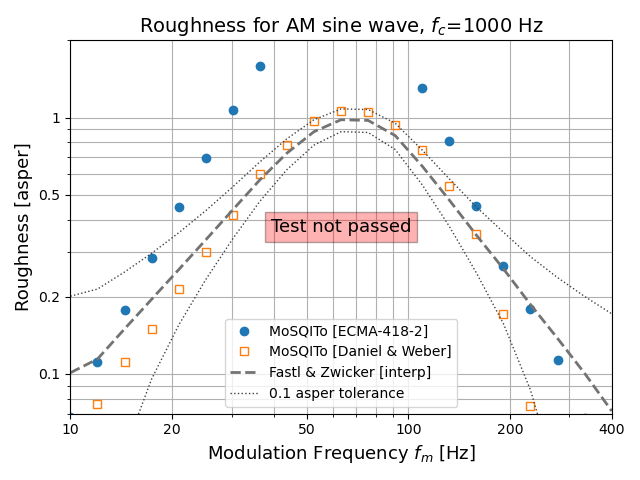 Roughness for AM sine wave, f_c=1000 Hz
Roughness [asper]
1
0.5
0.2
0.1
Test not passed
MoSQITo [ECMA-418-2]
MoSQITo [Daniel & Weber]
Fastl & Zwicker [interp]
0.1 asper tolerance
10 20 50 100 200 400
Modulation Frequency f_m [Hz]